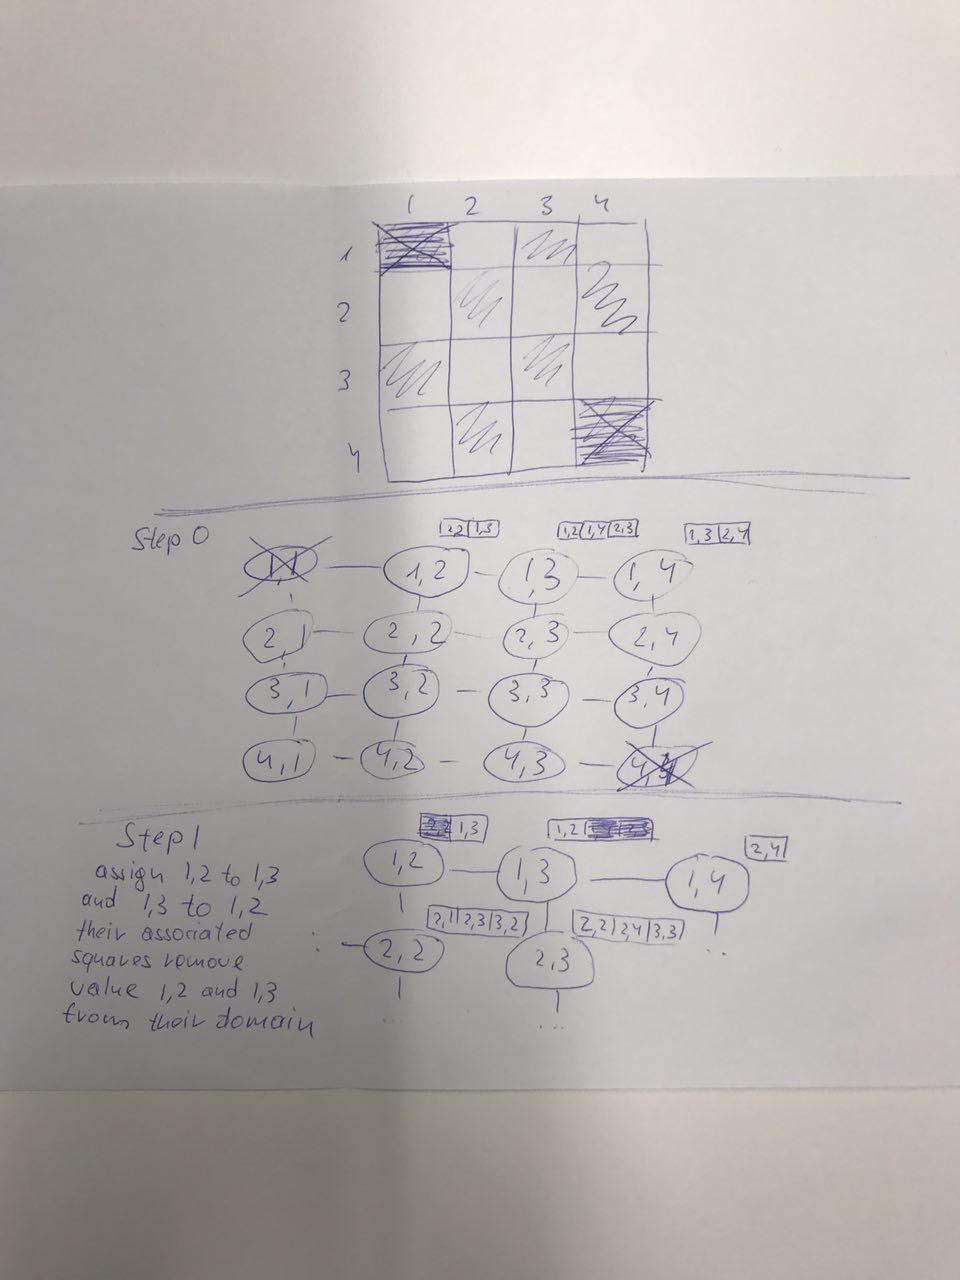 1 2 3 4
1
2
3
4
Step 0
2,2 1,3
1,2 1,4 2,3
1,3 2,4
1,1 1,2 1,3 1,4
2,1 2,2 2,3 2,4
3,1 3,2 3,3 3,4
4,1 4,2 4,3 4,4
Step 1
assign 1,2 to 1,3
and 1,3 to 1,2
their associated
squares remove
value 1,2 and 1,3
from their domain
2,2 1,3
1,2
2,4
1,2 1,3 1,4
2,1 2,3 3,2
2,2 2,4 3,3
2,2 2,3